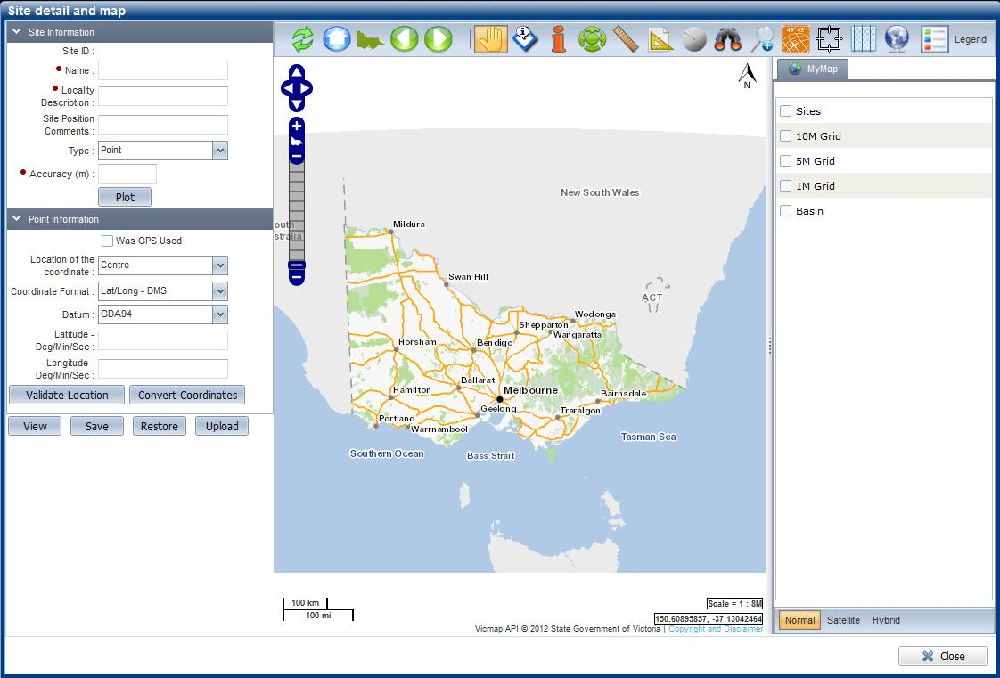 Site detail and map
Site Information
Site ID :
Name :
Locality
Description :
Site Position
Comments :
Type :
Point
Accuracy (m) :
Plot
Point Information
Was GPS Used
Location of the
coordinate :
Centre
Coordinate Format :
Lat/Long - DMS
Datum :
GDA94
Latitude -
Deg/Min/Sec :
Longitude -
Deg/Min/Sec :
Validate Location
Convert Coordinates
View
Save
Restore
Upload
49°45'
Legend
N
New South Wales
outh
stralia
Mildura
Swan Hill
ACT
Wodonga
Shepparton
Wangaratta
Horsham
Bendigo
Ballarat
Melbourne
Hamilton
Bairnsdale
Geelong
Traralgon
Portland
Warrnambool
Tasman Sea
Southern Ocean
Bass Strait
100 km
100 mi
Scale = 1 : 8M
150.60895857, -37.13042464
Vicmap API © 2012 State Government of Victoria | Copyright and Disclaimer
MyMap
Sites
10M Grid
5M Grid
1M Grid
Basin
Normal
Satellite
Hybrid
Close